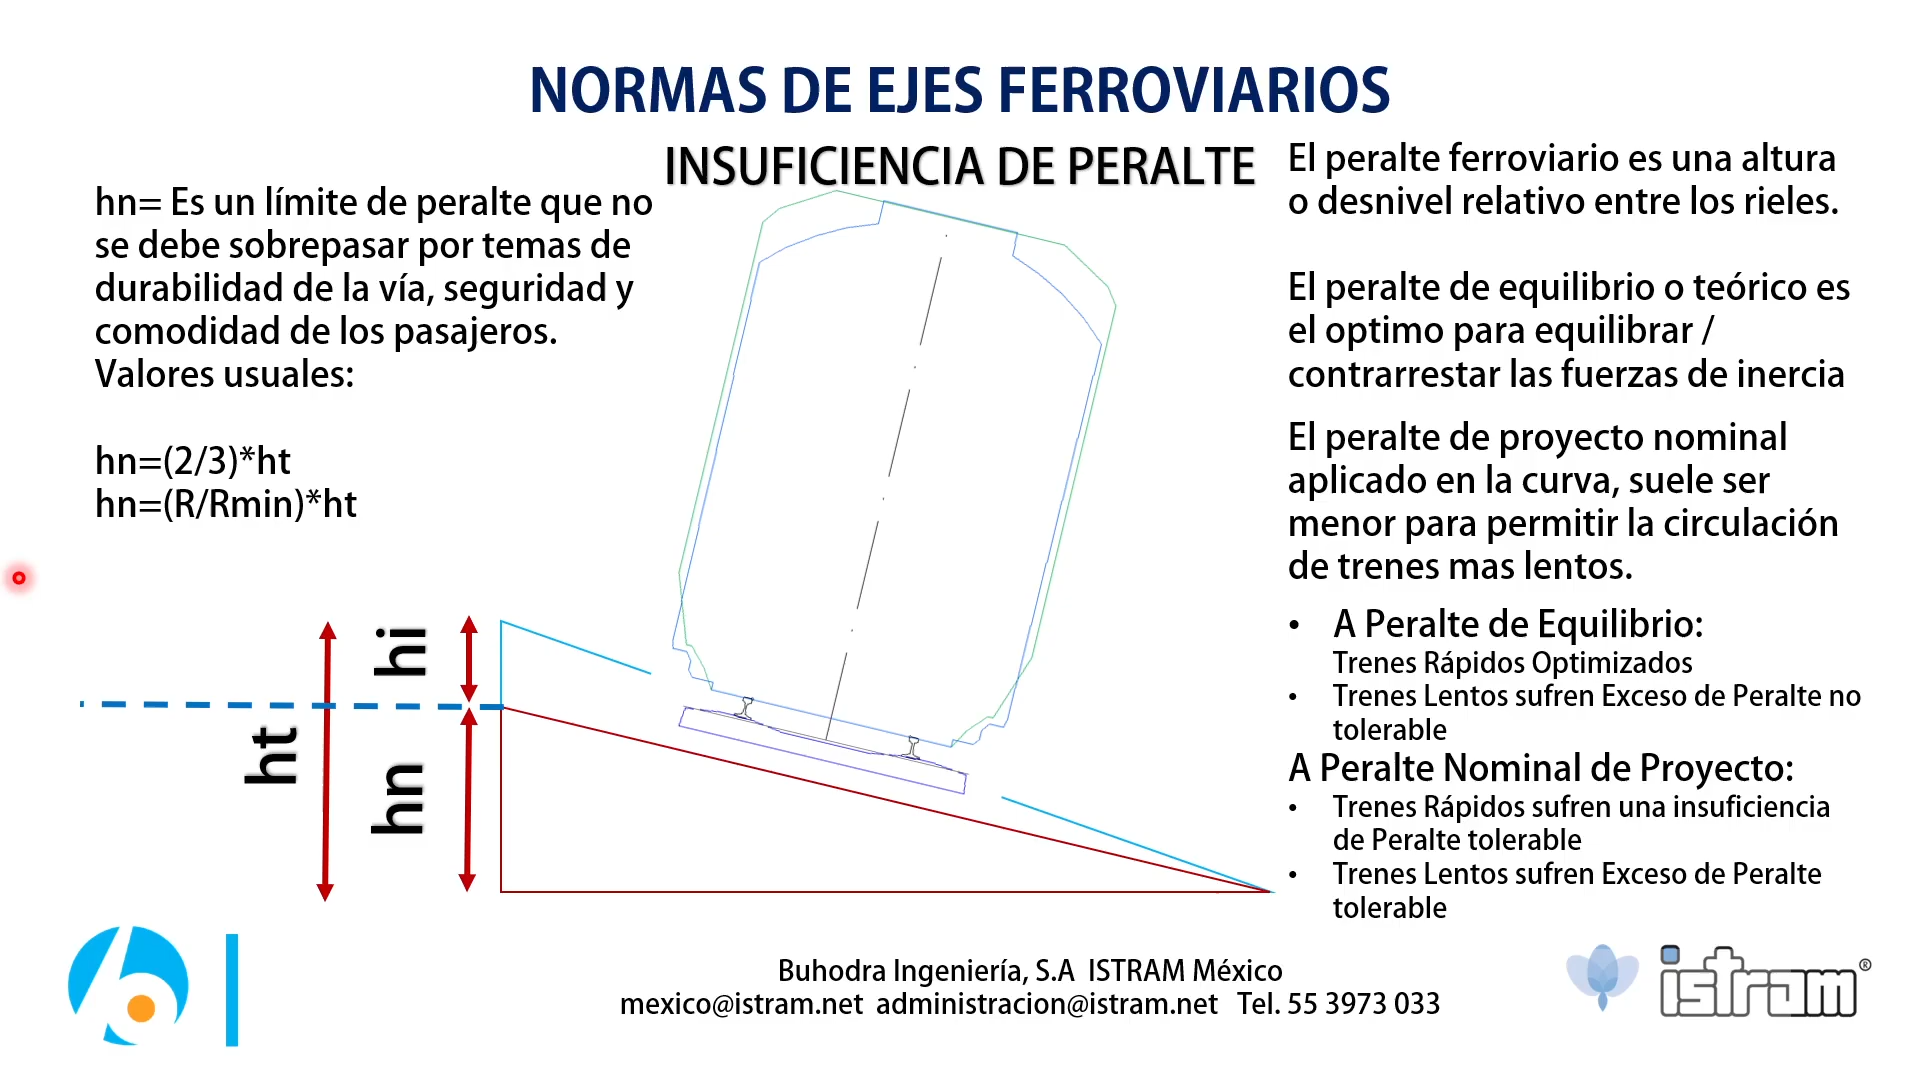 NORMAS DE EJES FERROVIARIOS
INSUFICIENCIA DE PERALTE
hn= Es un límite de peralte que no
se debe sobrepasar por temas de
durabilidad de la vía, seguridad y
comodidad de los pasajeros.
Valores usuales:
hn=(2/3)*ht
hn=(R/Rmin)*ht
hi
ht
hn
El peralte ferroviario es una altura
o desnivel relativo entre los rieles.
El peralte de equilibrio o teórico es
el optimo para equilibrar /
contrarrestar las fuerzas de inercia
El peralte de proyecto nominal
aplicado en la curva, suele ser
menor para permitir la circulación
de trenes mas lentos.
• A Peralte de Equilibrio:
Trenes Rápidos Optimizados
• Trenes Lentos sufren Exceso de Peralte no
tolerable
A Peralte Nominal de Proyecto:
• Trenes Rápidos sufren una insuficiencia
de Peralte tolerable
• Trenes Lentos sufren Exceso de Peralte
tolerable
Buhodra Ingeniería, S.A ISTRAM México
mexico@istram.net administracion@istram.net Tel. 55 3973 033
istram®